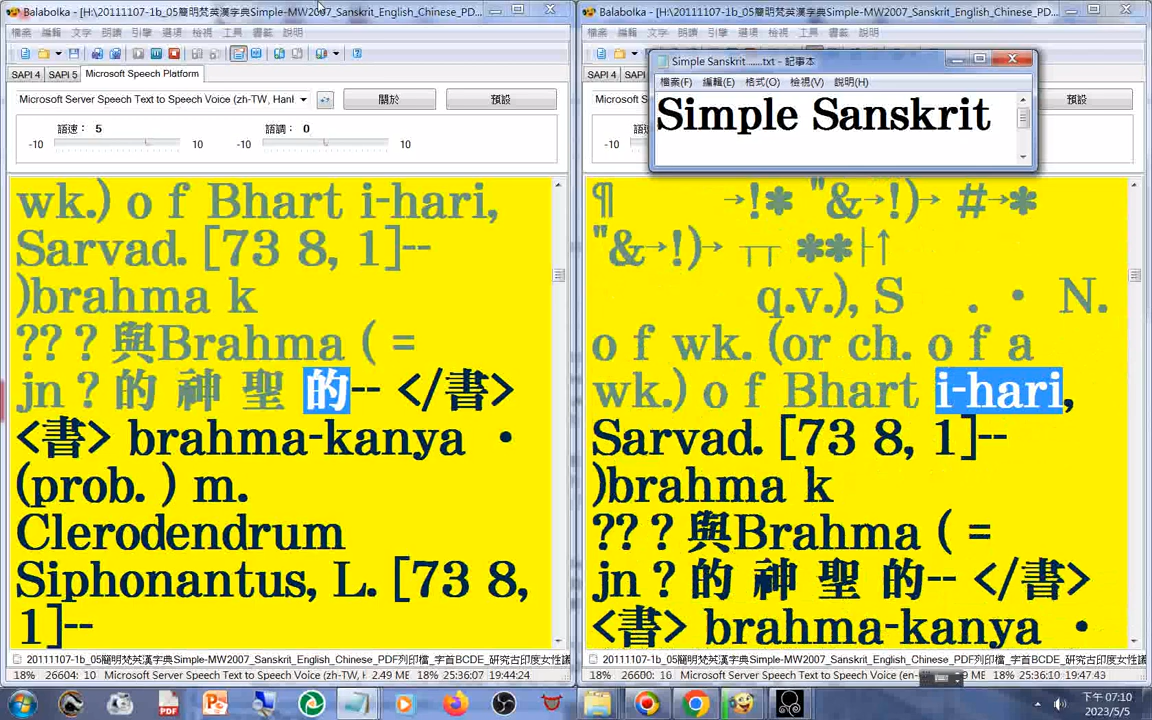 Balabolka - [H:\20111107-1b_05簡明梵英漢字典Simple-MW2007_Sanskrit_English_Chinese_PD...
檔案 編輯 文字 朗讀 引擎 選項 檢視 工具 書籤 說明
SAPI 4 SAPI 5 Microsoft Speech Platform
Microsoft Server Speech Text to Speech Voice (zh-TW, Hanl 關於 預設
語速： 5 語調： 0
-10 10 -10 10
wk.) o f Bhart i-hari,
Sarvad. [73 8, 1]--
)brahma k
?? ? 與Brahma ( =
jn ? 的 神 聖 的-- </書>
<書> brahma-kanya •
(prob. ) m.
Clerodendrum
Siphonantus, L. [73 8,
1]--
20111107-1b_05簡明梵英漢字典Simple-MW2007_Sanskrit_English_Chinese_PDF列印檔_字首BCDE_研究古印度女性議
18% 26604: 10 Microsoft Server Speech Text to Speech Voice (zh-TW, H 2.49 MB 18% 25:36:07 19:44:24
Balabolka - [H:\20111107-1b_05簡明梵英漢字典Simple-MW2007_Sanskrit_English_Chinese_PD...
檔案 編輯 文字 朗讀 引擎 選項 檢視 工具 書籤 說明
SAPI 4
Microsoft 預設
語速
-10 10
Simple Sanskrit ......txt - 記事本
檔案(F) 編輯(E) 格式(O) 檢視(V) 說明(H)
Simple Sanskrit
¶ →!✱ "&→!)→ #→✱
"&→!)→ ┬┬ ✱✱├↑
q.v.), S . • N.
o f wk. (or ch. o f a
wk.) o f Bhart i-hari,
Sarvad. [73 8, 1]--
)brahma k
?? ? 與Brahma ( =
jn ? 的 神 聖 的-- </書>
<書> brahma-kanya •
20111107-1b_05簡明梵英漢字典Simple-MW2007_Sanskrit_English_Chinese_PDF列印檔_字首BCDE_研究古印度女性議
18% 26600: 16 Microsoft Server Speech Text to Speech Voice 9 MB 18% 25:36:10 19:47:43
PDF
下午 07:10
2023/5/5